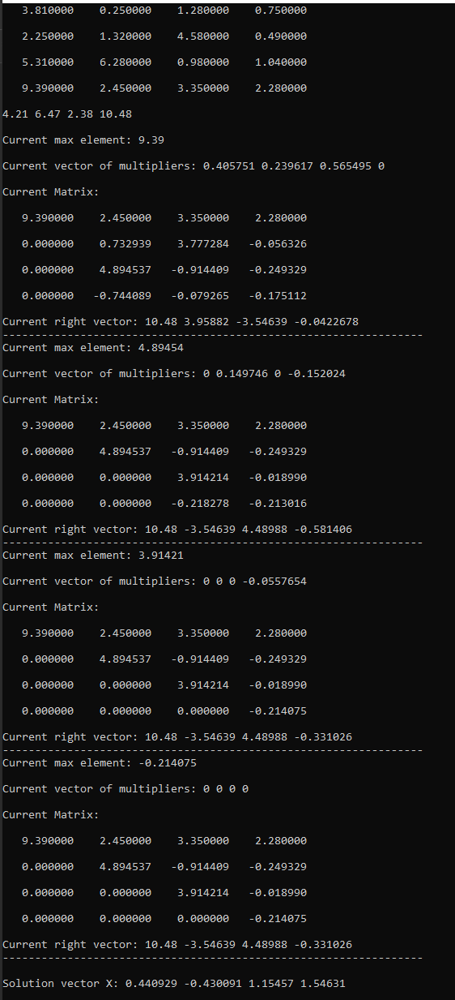 3.810000 0.250000 1.280000 0.750000
2.250000 1.320000 4.580000 0.490000
5.310000 6.280000 0.980000 1.040000
9.390000 2.450000 3.350000 2.280000
4.21 6.47 2.38 10.48
Current max element: 9.39
Current vector of multipliers: 0.405751 0.239617 0.565495 0
Current Matrix:
9.390000 2.450000 3.350000 2.280000
0.000000 0.732939 3.777284 -0.056326
0.000000 4.894537 -0.914409 -0.249329
0.000000 -0.744089 -0.079265 -0.175112
Current right vector: 10.48 3.95882 -3.54639 -0.0422678
-----------------------------------------------------------------
Current max element: 4.89454
Current vector of multipliers: 0 0.149746 0 -0.152024
Current Matrix:
9.390000 2.450000 3.350000 2.280000
0.000000 4.894537 -0.914409 -0.249329
0.000000 0.000000 3.914214 -0.018990
0.000000 0.000000 -0.218278 -0.213016
Current right vector: 10.48 -3.54639 4.48988 -0.581406
-----------------------------------------------------------------
Current max element: 3.91421
Current vector of multipliers: 0 0 0 -0.0557654
Current Matrix:
9.390000 2.450000 3.350000 2.280000
0.000000 4.894537 -0.914409 -0.249329
0.000000 0.000000 3.914214 -0.018990
0.000000 0.000000 0.000000 -0.214075
Current right vector: 10.48 -3.54639 4.48988 -0.331026
-----------------------------------------------------------------
Current max element: -0.214075
Current vector of multipliers: 0 0 0 0
Current Matrix:
9.390000 2.450000 3.350000 2.280000
0.000000 4.894537 -0.914409 -0.249329
0.000000 0.000000 3.914214 -0.018990
0.000000 0.000000 0.000000 -0.214075
Current right vector: 10.48 -3.54639 4.48988 -0.331026
-----------------------------------------------------------------
Solution vector X: 0.440929 -0.430091 1.15457 1.54631